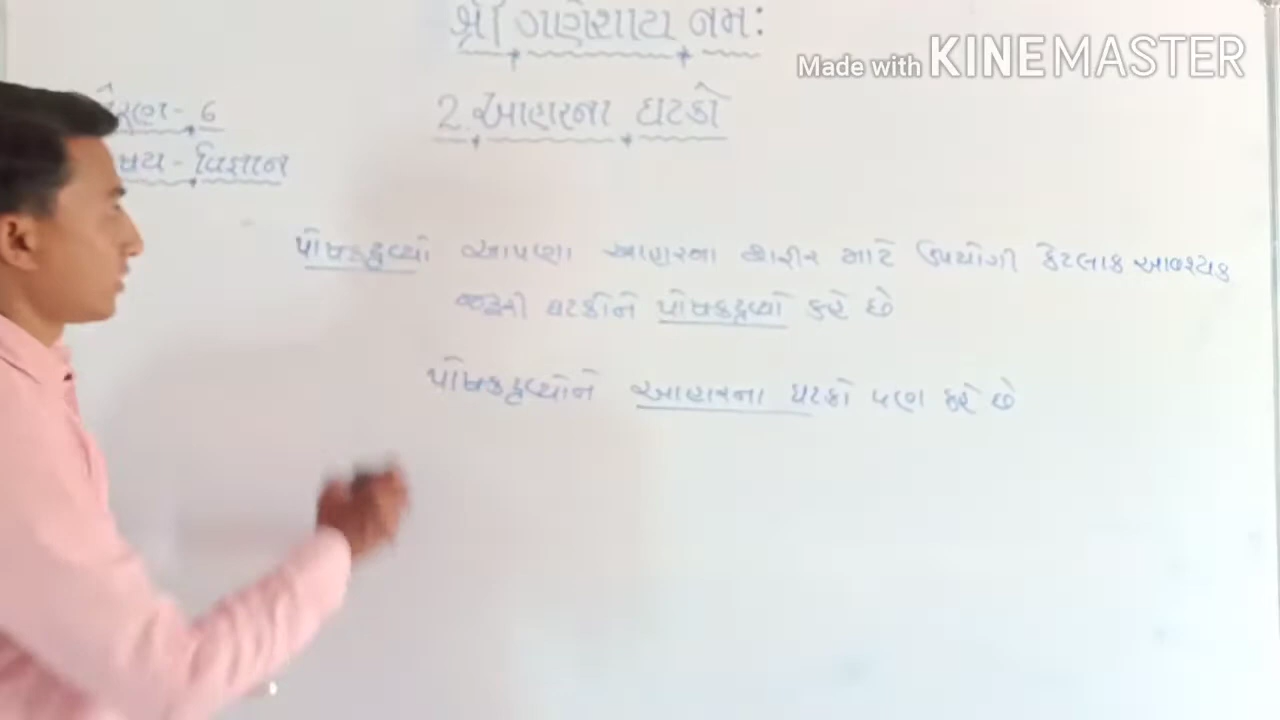 શ્રી ગણેશાય નમ:
Made with KINEMASTER
ધોરણ - 6
2. આહારના ઘટકો
વિષય - વિજ્ઞાન
પોષકદ્રવ્યો આપણા આહારના શરીર માટે ઉપયોગી કેટલાક આવશ્યક
જરૂરી ઘટકોને પોષકદ્રવ્યો કહે છે
પોષકદ્રવ્યોને આહારના ઘટકો પણ કહે છે